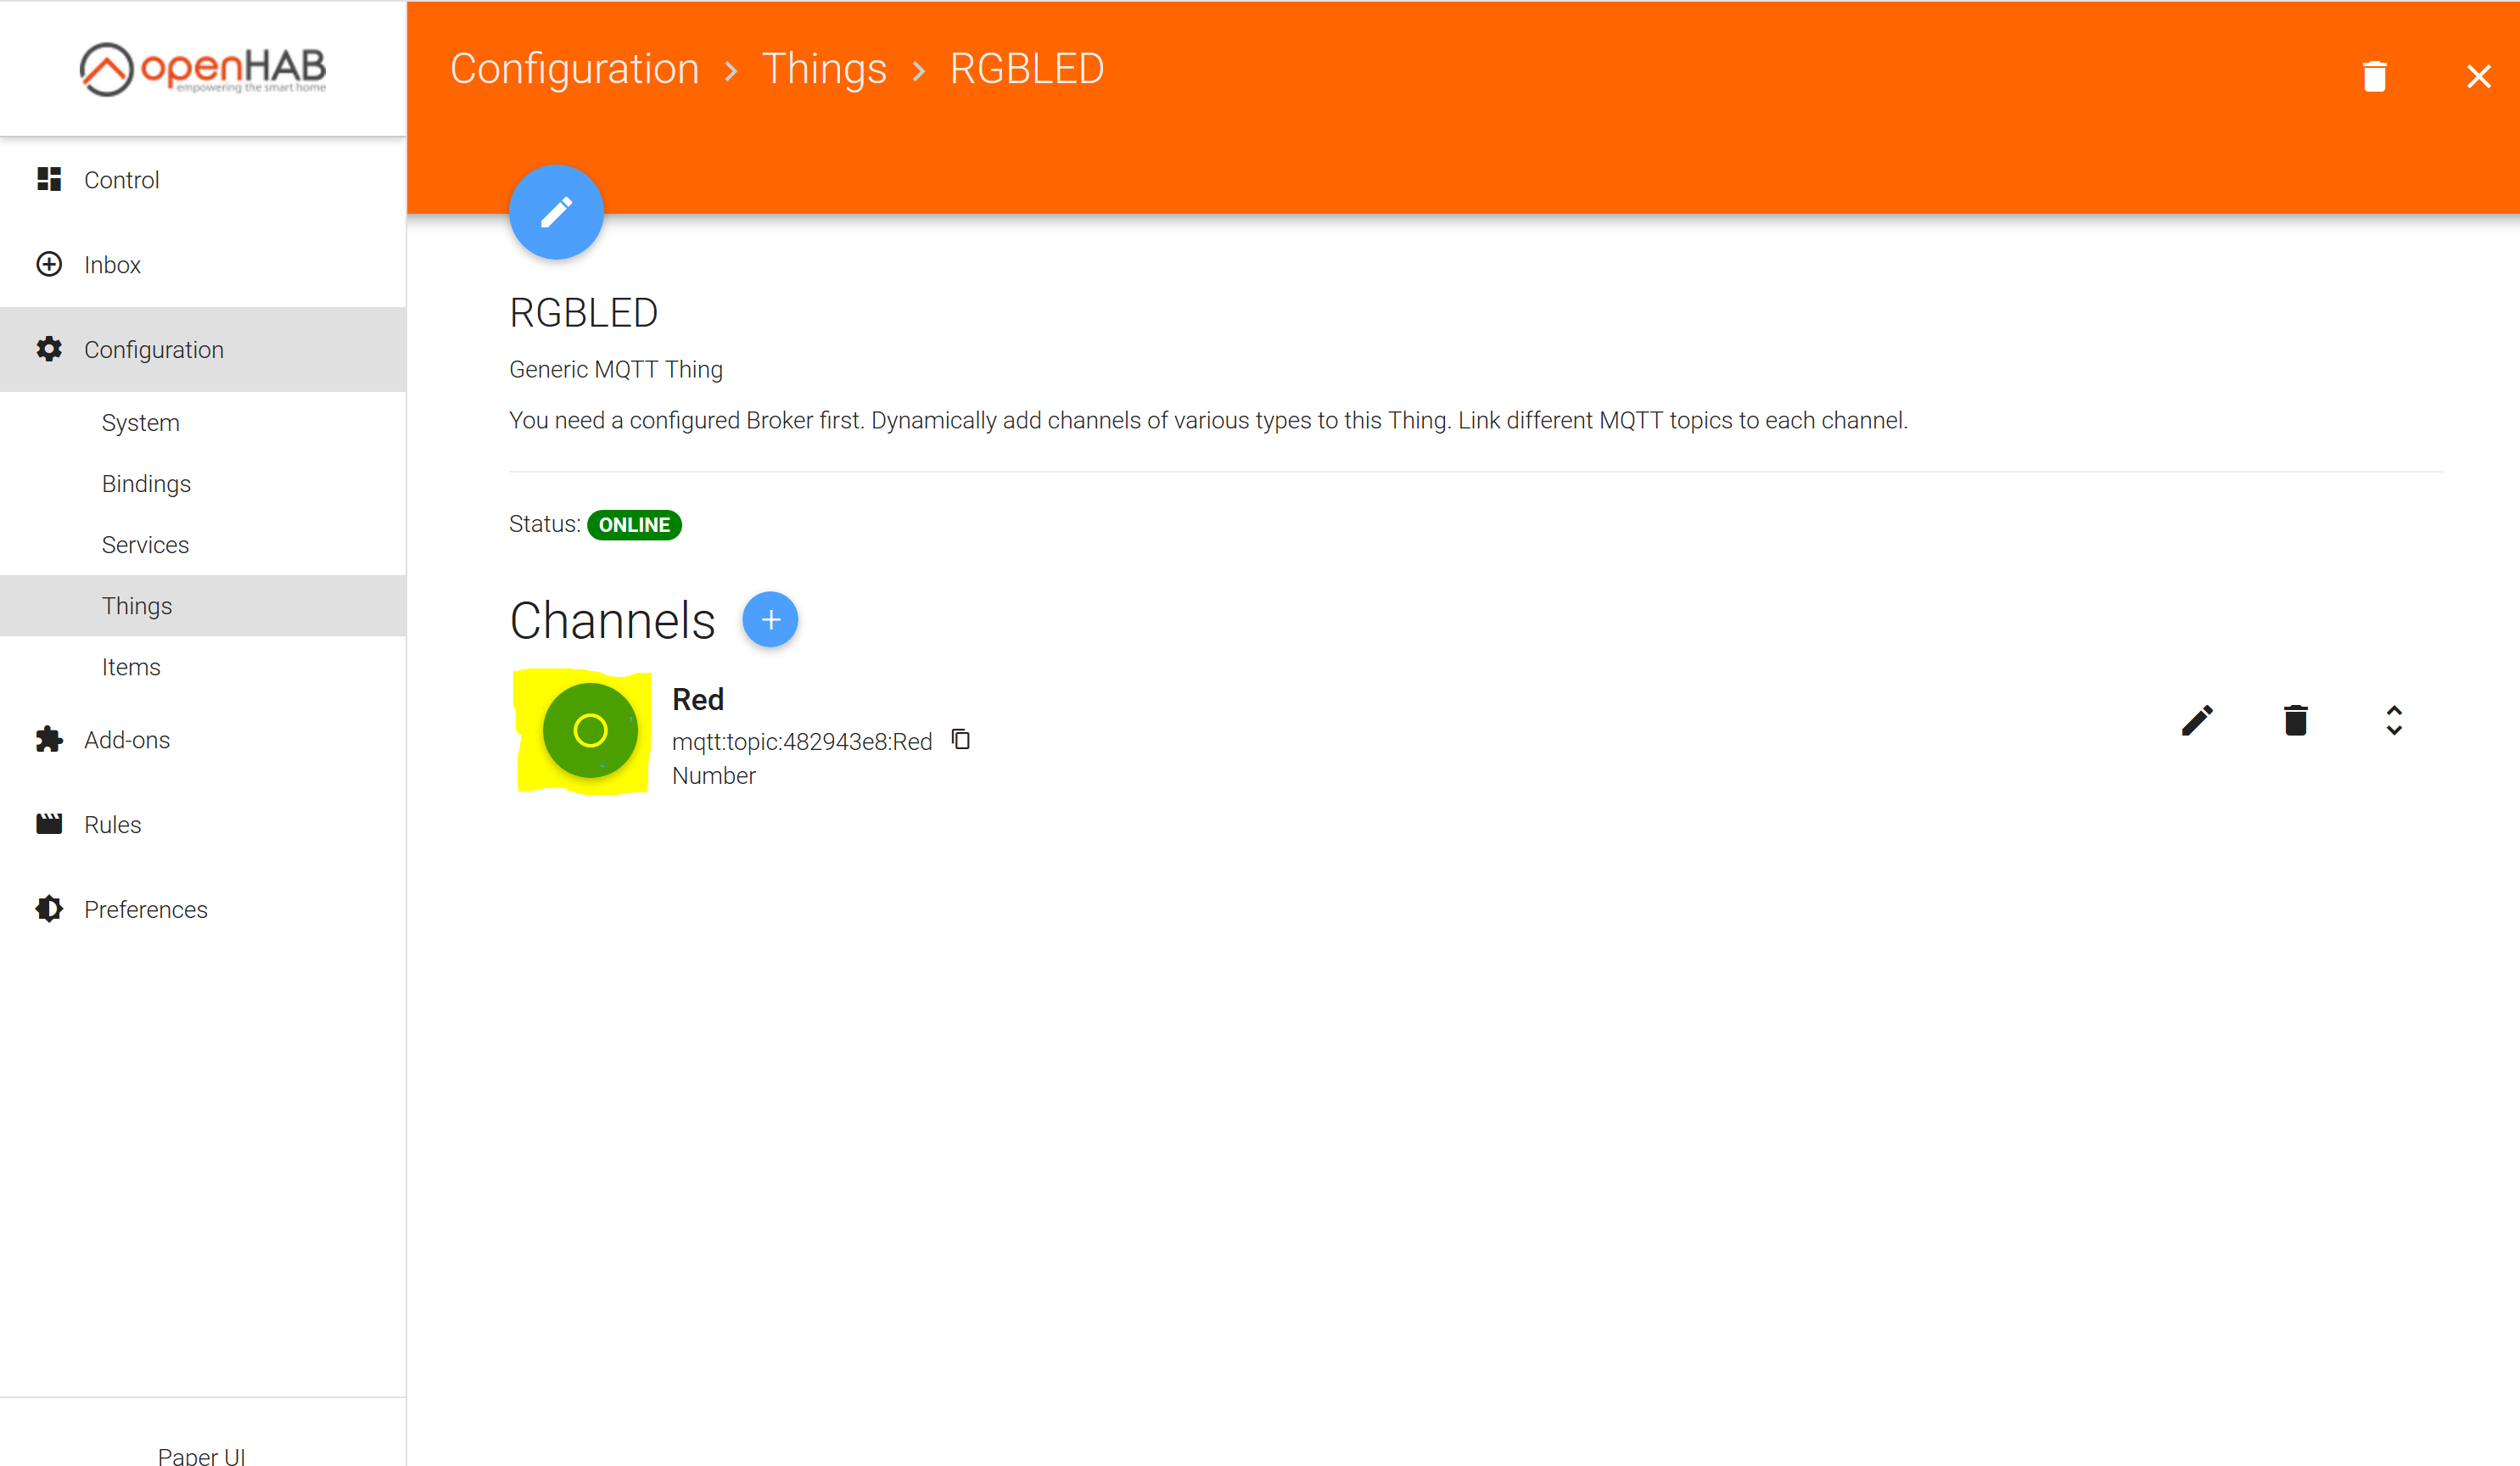 openHAB
empowering the smart home
Configuration > Things > RGBLED
Control
Inbox
Configuration
System
Bindings
Services
Things
Items
Add-ons
Rules
Preferences
Paper UI
RGBLED
Generic MQTT Thing
You need a configured Broker first. Dynamically add channels of various types to this Thing. Link different MQTT topics to each channel.
Status: ONLINE
Channels
Red
mqtt:topic:482943e8:Red
Number